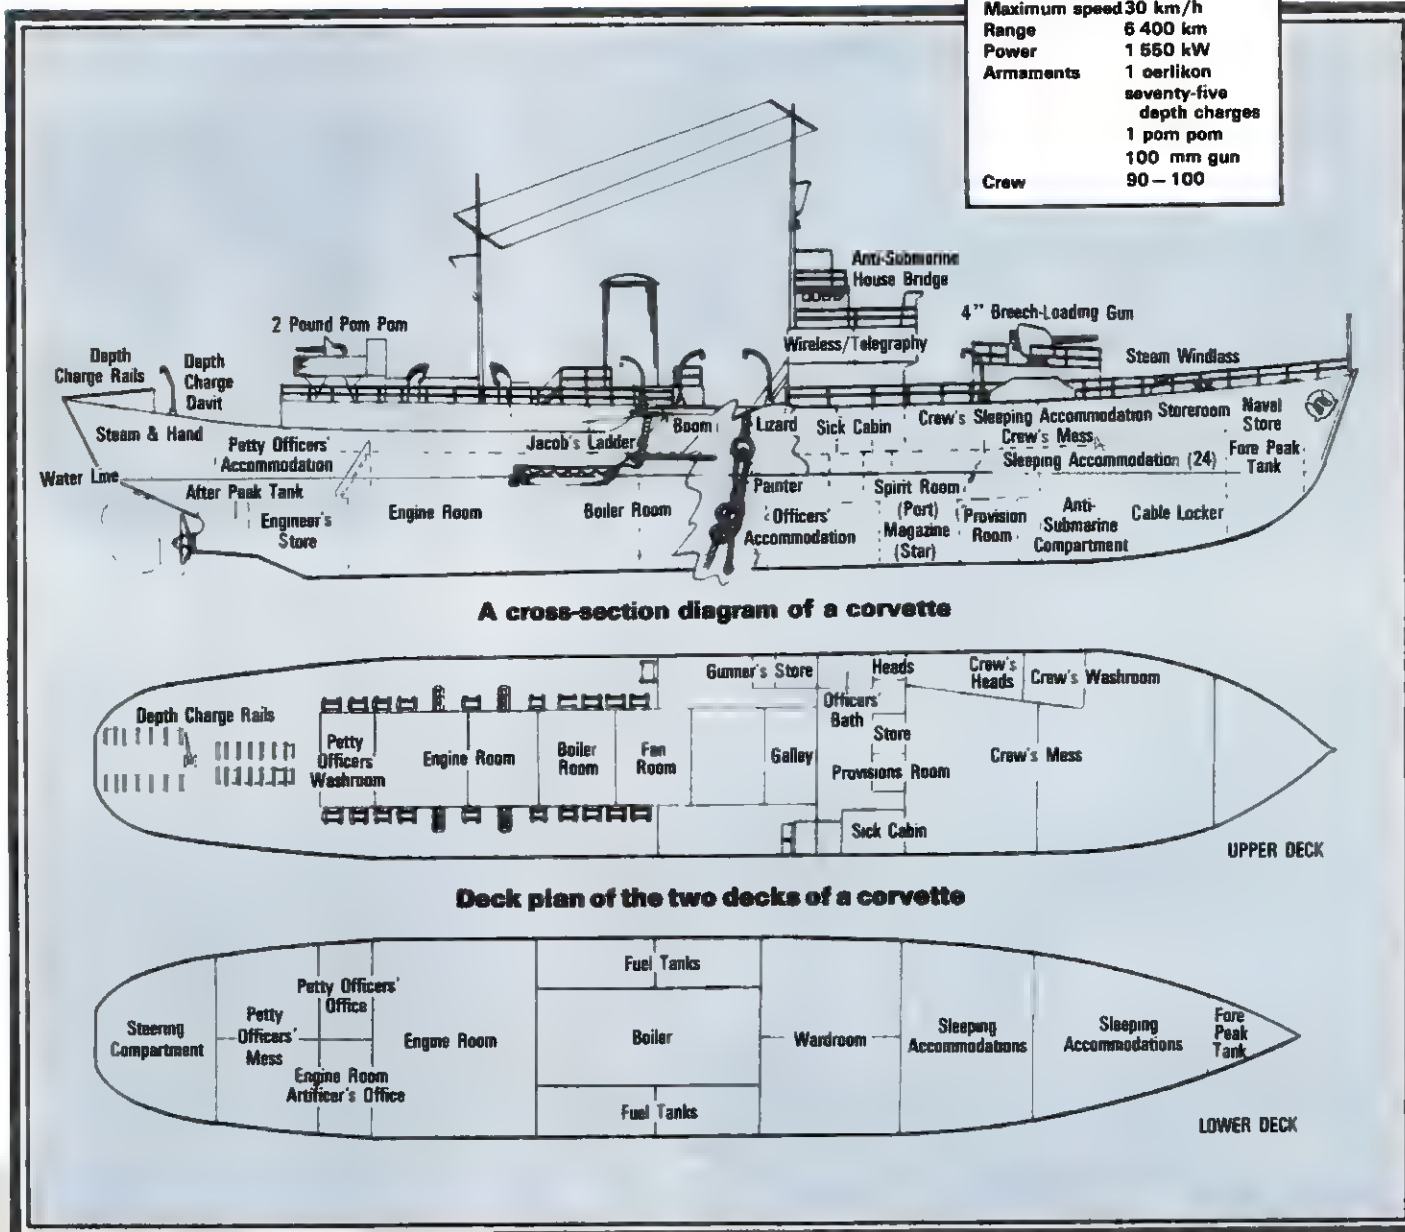 Maximum speed 30 km/h
Range 6 400 km
Power 1 550 kW
Armaments 1 oerlikon
seventy-five
depth charges
1 pom pom
100 mm gun
Crew 90–100
Anti-Submarine
House Bridge
2 Pound Pom Pom
4" Breech-Loading Gun
Wireless/Telegraphy
Steam Windlass
Depth
Charge Rails
Depth
Charge
Davit
Steam & Hand
Petty Officers'
Accommodation
Jacob's Ladder
Boom
Lizard
Sick Cabin
Crew's Sleeping Accommodation
Storeroom
Naval
Store
Crew's Mess
Sleeping Accommodation (24)
Fore Peak
Tank
Water Line
After Peak Tank
Engineer's
Store
Engine Room
Boiler Room
Painter
Officers'
Accommodation
Spirit Room
(Port)
Magazine
(Star)
Provision
Room
Anti-
Submarine
Compartment
Cable Locker
A cross-section diagram of a corvette
Depth Charge Rails
Petty
Officers'
Washroom
Engine Room
Boiler
Room
Fan
Room
Gunner's Store
Galley
Officers'
Bath
Heads
Store
Provisions Room
Sick Cabin
Crew's
Heads
Crew's Washroom
Crew's Mess
UPPER DECK
Deck plan of the two decks of a corvette
Steering
Compartment
Petty
Officers'
Mess
Petty Officers'
Office
Engine Room
Artificer's Office
Engine Room
Fuel Tanks
Boiler
Fuel Tanks
Wardroom
Sleeping
Accommodations
Sleeping
Accommodations
Fore
Peak
Tank
LOWER DECK